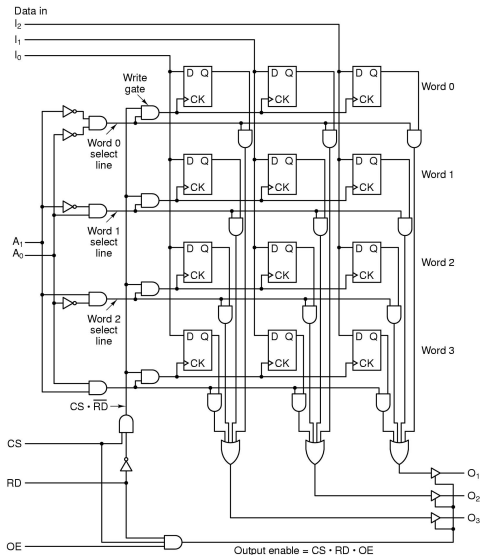 Data in
I2
I1
I0
Write
gate
D Q
D Q
D Q
Word 0
CK
CK
CK
Word 0
select
line
D Q
D Q
D Q
Word 1
CK
CK
CK
Word 1
select
line
A1
A0
D Q
D Q
D Q
Word 2
CK
CK
CK
Word 2
select
line
D Q
D Q
D Q
Word 3
CK
CK
CK
CS • RD
CS
O1
RD
O2
O3
OE
Output enable = CS • RD • OE